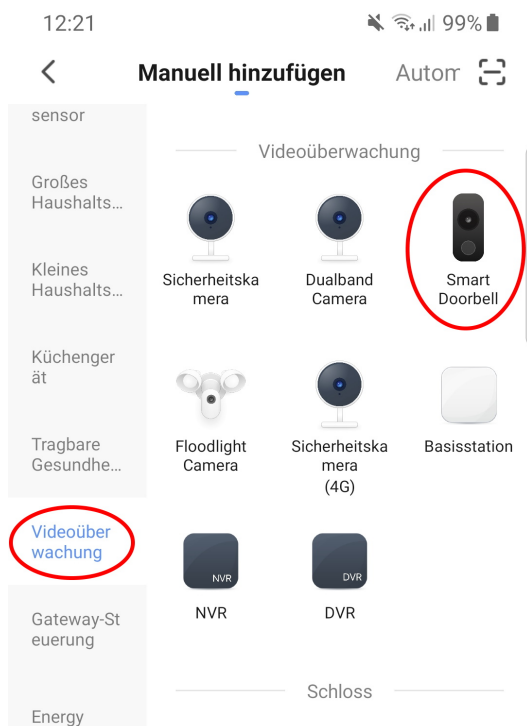 12:21
99%
Manuell hinzufügen
Autom
sensor
Großes
Haushalts…
Kleines
Haushalts…
Küchenger
ät
Tragbare
Gesundhe…
Videoüber
wachung
Gateway-St
euerung
Energy
Videoüberwachung
Sicherheitska
mera
Dualband
Camera
Smart
Doorbell
Floodlight
Camera
Sicherheitska
mera
(4G)
Basisstation
NVR
NVR
DVR
DVR
Schloss